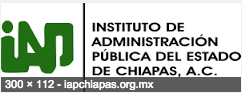 IAP
INSTITUTO DE
ADMINISTRACIÓN
PÚBLICA DEL ESTADO
DE CHIAPAS, A.C.
300 × 112 - iapchiapas.org.mx